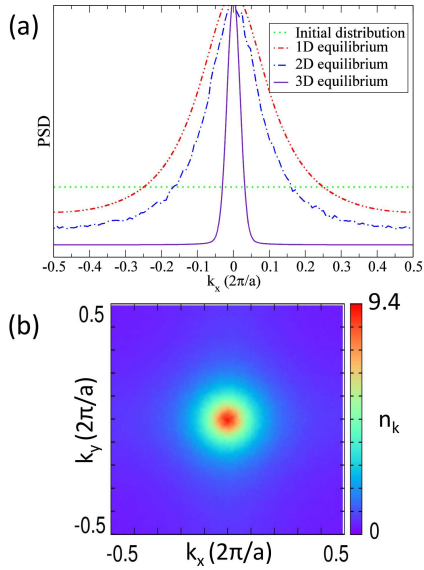 (a)
Initial distribution
1D equilibrium
2D equilibrium
3D equilibrium
PSD
-0.5 -0.4 -0.3 -0.2 -0.1 0 0.1 0.2 0.3 0.4 0.5
kₓ (2π/a)
(b)
0.5
9.4
k_y (2π/a)
n_k
-0.5
0
-0.5
kₓ (2π/a)
0.5